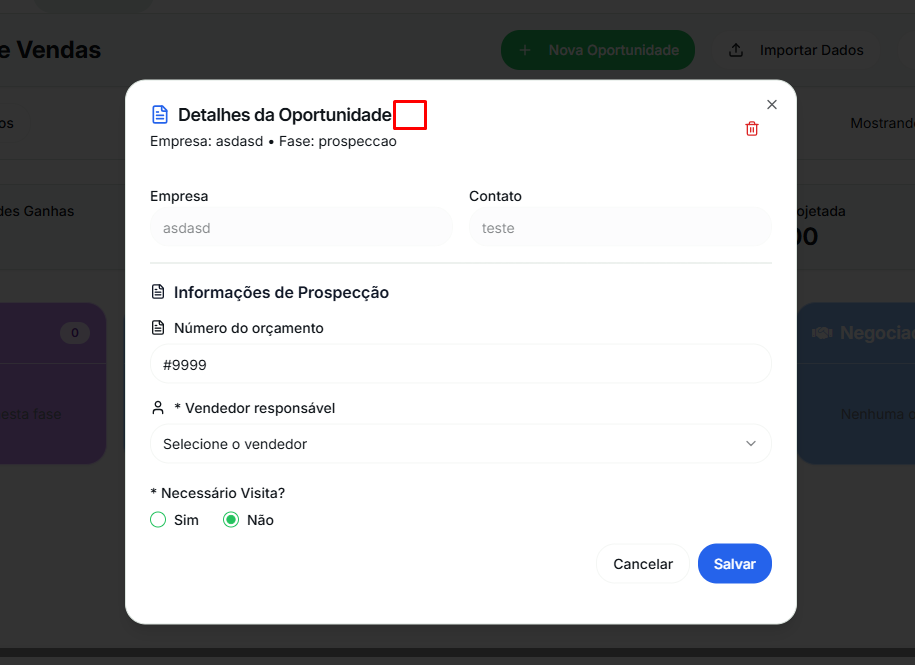 e Vendas
Nova Oportunidade
Importar Dados
Detalhes da Oportunidade
Empresa: asdasd • Fase: prospeccao
os
Mostrando
Empresa
Contato
des Ganhas
ojetada
asdasd
teste
00
Informações de Prospecção
Número do orçamento
0
Negocia
#9999
* Vendedor responsável
esta fase
Nenhuma
Selecione o vendedor
* Necessário Visita?
Sim
Não
Cancelar
Salvar